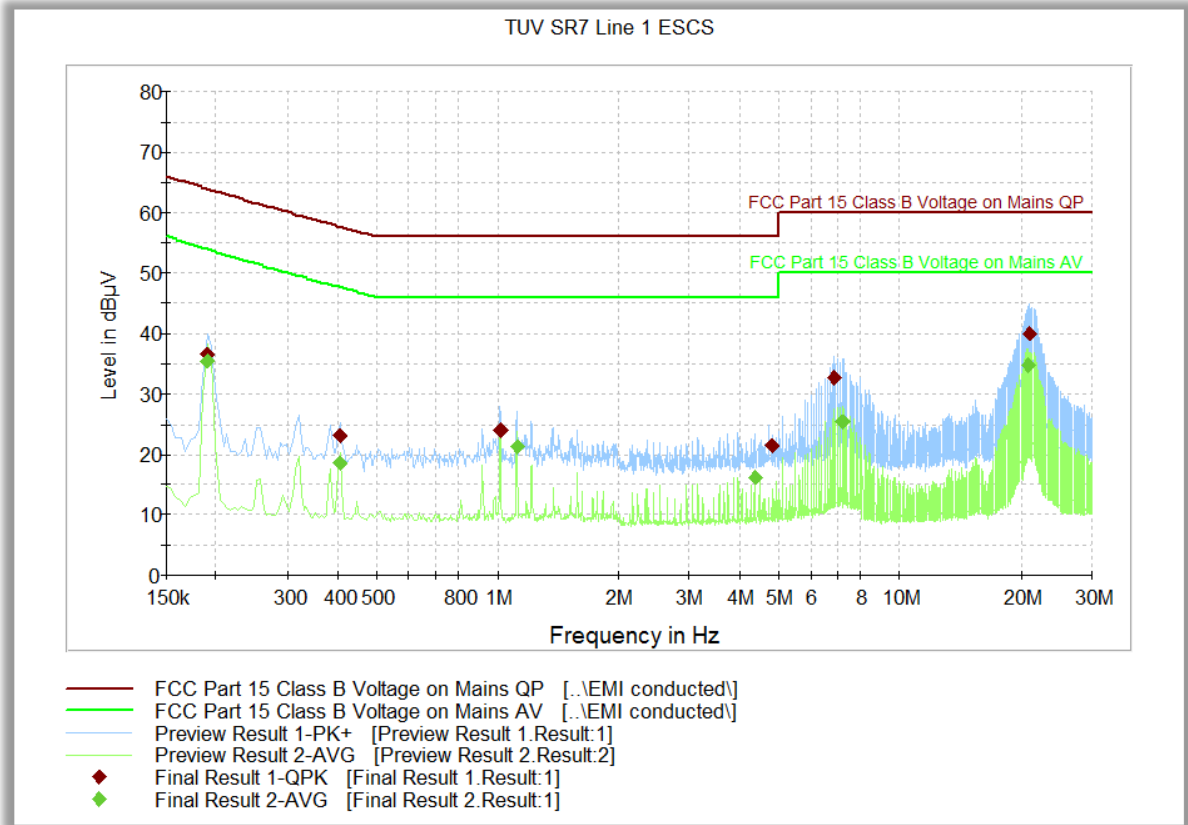 TUV SR7 Line 1 ESCS
80
70
FCC Part 15 Class B Voltage on Mains QP
60
FCC Part 15 Class B Voltage on Mains AV
50
Level in dBµV
40
30
20
10
0
150k 300 400 500 800 1M 2M 3M 4M 5M 6 8 10M 20M 30M
Frequency in Hz
FCC Part 15 Class B Voltage on Mains QP [..\EMI conducted\]
FCC Part 15 Class B Voltage on Mains AV [..\EMI conducted\]
Preview Result 1-PK+ [Preview Result 1.Result:1]
Preview Result 2-AVG [Preview Result 2.Result:2]
Final Result 1-QPK [Final Result 1.Result:1]
Final Result 2-AVG [Final Result 2.Result:1]